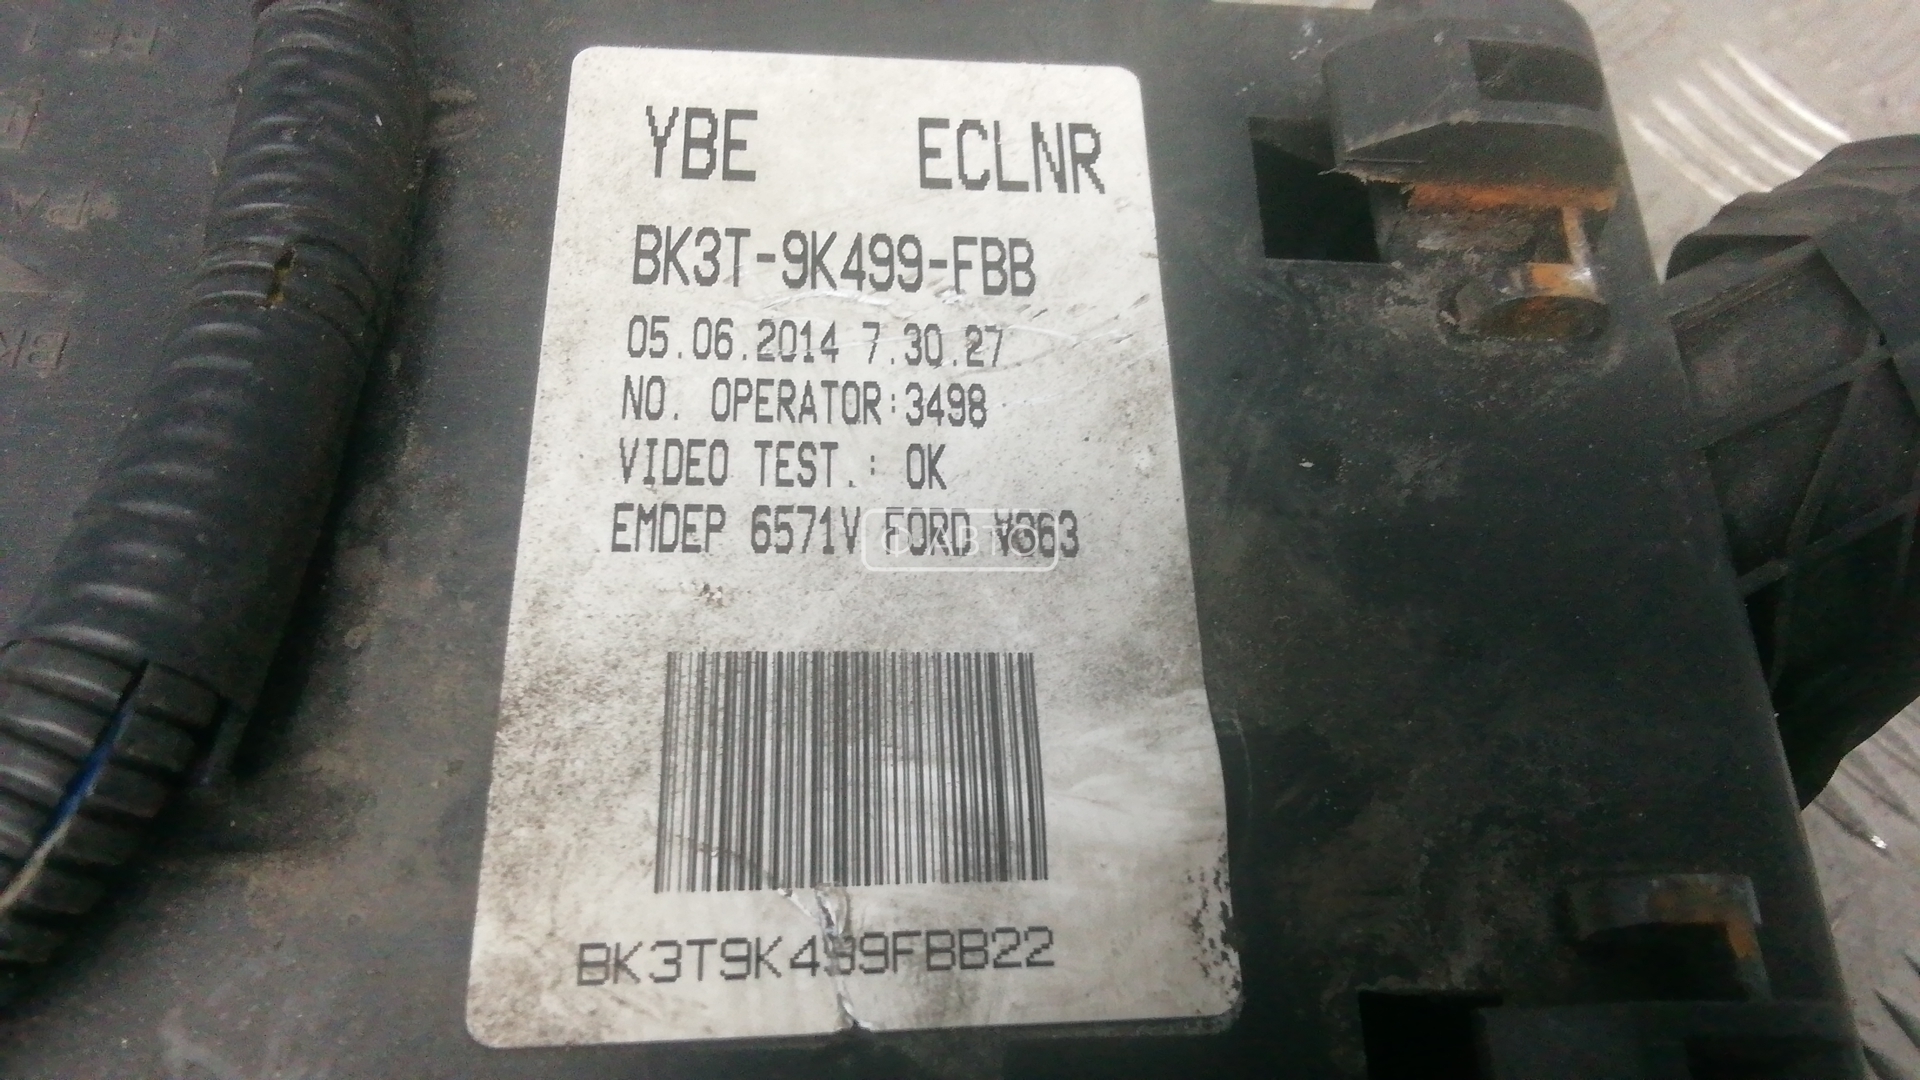 YBE ECLNR
BK3T-9K499-FBB
05.06.2014 7.30.27
NO. OPERATOR:3498
VIDEO TEST.: OK
EMDEP 6571V FORD V363
BK3T9K499FBB22